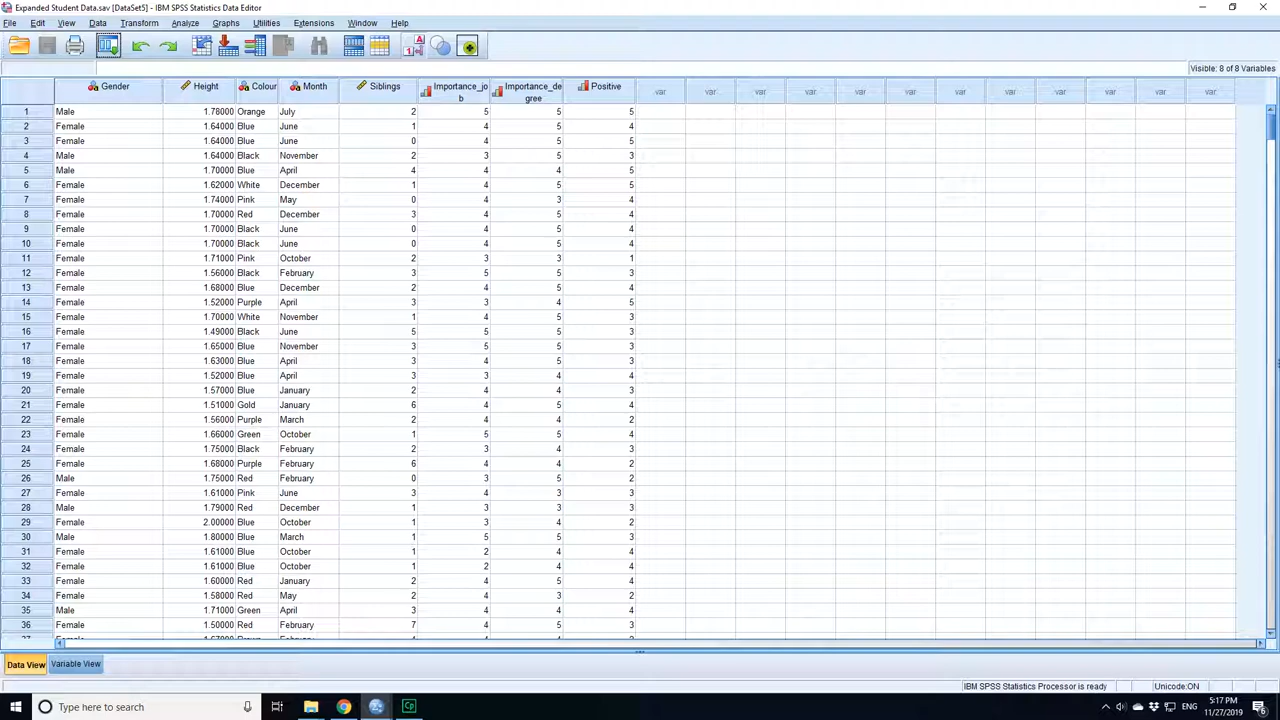 Expanded Student Data.sav [DataSet5] - IBM SPSS Statistics Data Editor
File Edit View Data Transform Analyze Graphs Utilities Extensions Window Help
Visible: 8 of 8 Variables
Gender Height Colour Month Siblings Importance_jo
b Importance_de
gree Positive var var var var var var var var var var var var
1 Male 1.78000 Orange July 2 5 5 5
2 Female 1.64000 Blue June 1 4 5 4
3 Female 1.64000 Blue June 0 4 5 5
4 Male 1.64000 Black November 2 3 5 3
5 Male 1.70000 Blue April 4 4 4 5
6 Female 1.62000 White December 1 4 5 5
7 Female 1.74000 Pink May 0 4 3 4
8 Female 1.70000 Red December 3 4 5 4
9 Female 1.70000 Black June 0 4 5 4
10 Female 1.70000 Black June 0 4 5 4
11 Female 1.71000 Pink October 2 3 3 1
12 Female 1.56000 Black February 3 5 5 3
13 Female 1.68000 Blue December 2 4 5 4
14 Female 1.52000 Purple April 3 3 4 5
15 Female 1.70000 White November 1 4 5 3
16 Female 1.49000 Black June 5 5 5 3
17 Female 1.65000 Blue November 3 5 5 3
18 Female 1.63000 Blue April 3 4 5 3
19 Female 1.52000 Blue April 3 3 4 4
20 Female 1.57000 Blue January 2 4 4 3
21 Female 1.51000 Gold January 6 4 5 4
22 Female 1.56000 Purple March 2 4 4 2
23 Female 1.66000 Green October 1 5 5 4
24 Female 1.75000 Black February 2 3 4 3
25 Female 1.68000 Purple February 6 4 4 2
26 Male 1.75000 Red February 0 3 5 2
27 Female 1.61000 Pink June 3 4 3 3
28 Male 1.79000 Red December 1 3 3 3
29 Female 2.00000 Blue October 1 3 4 2
30 Male 1.80000 Blue March 1 5 5 3
31 Female 1.61000 Blue October 1 2 4 4
32 Female 1.61000 Blue October 1 2 4 4
33 Female 1.60000 Red January 2 4 5 4
34 Female 1.58000 Red May 2 4 3 2
35 Male 1.71000 Green April 3 4 4 4
36 Female 1.50000 Red February 7 4 5 3
Data View Variable View
IBM SPSS Statistics Processor is ready Unicode:ON
Type here to search
Cp
ENG
5:17 PM
11/27/2019